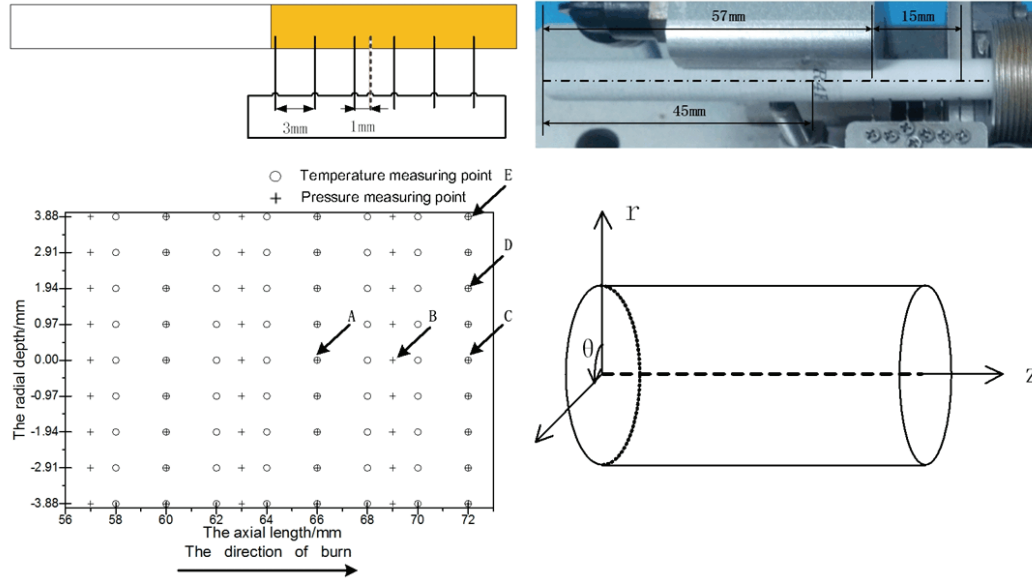 3mm
1mm
57mm
15mm
45mm
Temperature measuring point
Pressure measuring point
E
D
A
B
C
The radial depth/mm
3.88
2.91
1.94
0.97
0.00
-0.97
-1.94
-2.91
-3.88
56
58
60
62
64
66
68
70
72
The axial length/mm
The direction of burn
r
θ
z